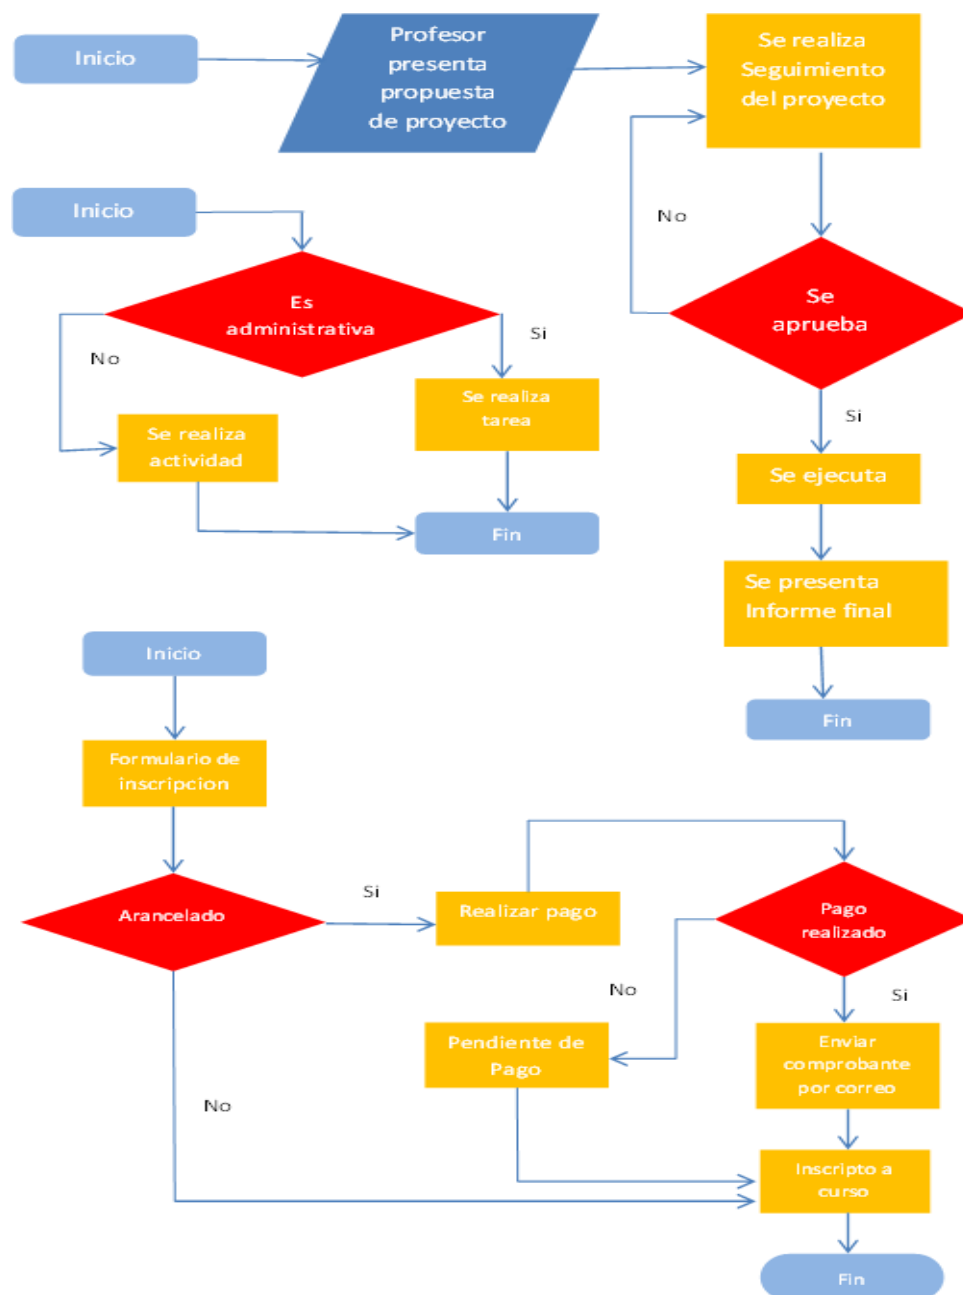 Inicio
Profesor
presenta
propuesta
de proyecto
Se realiza
Seguimiento
del proyecto
No
Se
aprueba
Si
Se ejecuta
Se presenta
Informe final
Fin
Inicio
Es
administrativa
No
Si
Se realiza
actividad
Se realiza
tarea
Fin
Inicio
Formulario de
inscripcion
Arancelado
Si
Realizar pago
Pago
realizado
No
Si
Pendiente de
Pago
Enviar
comprobante
por correo
No
Inscripto a
curso
Fin